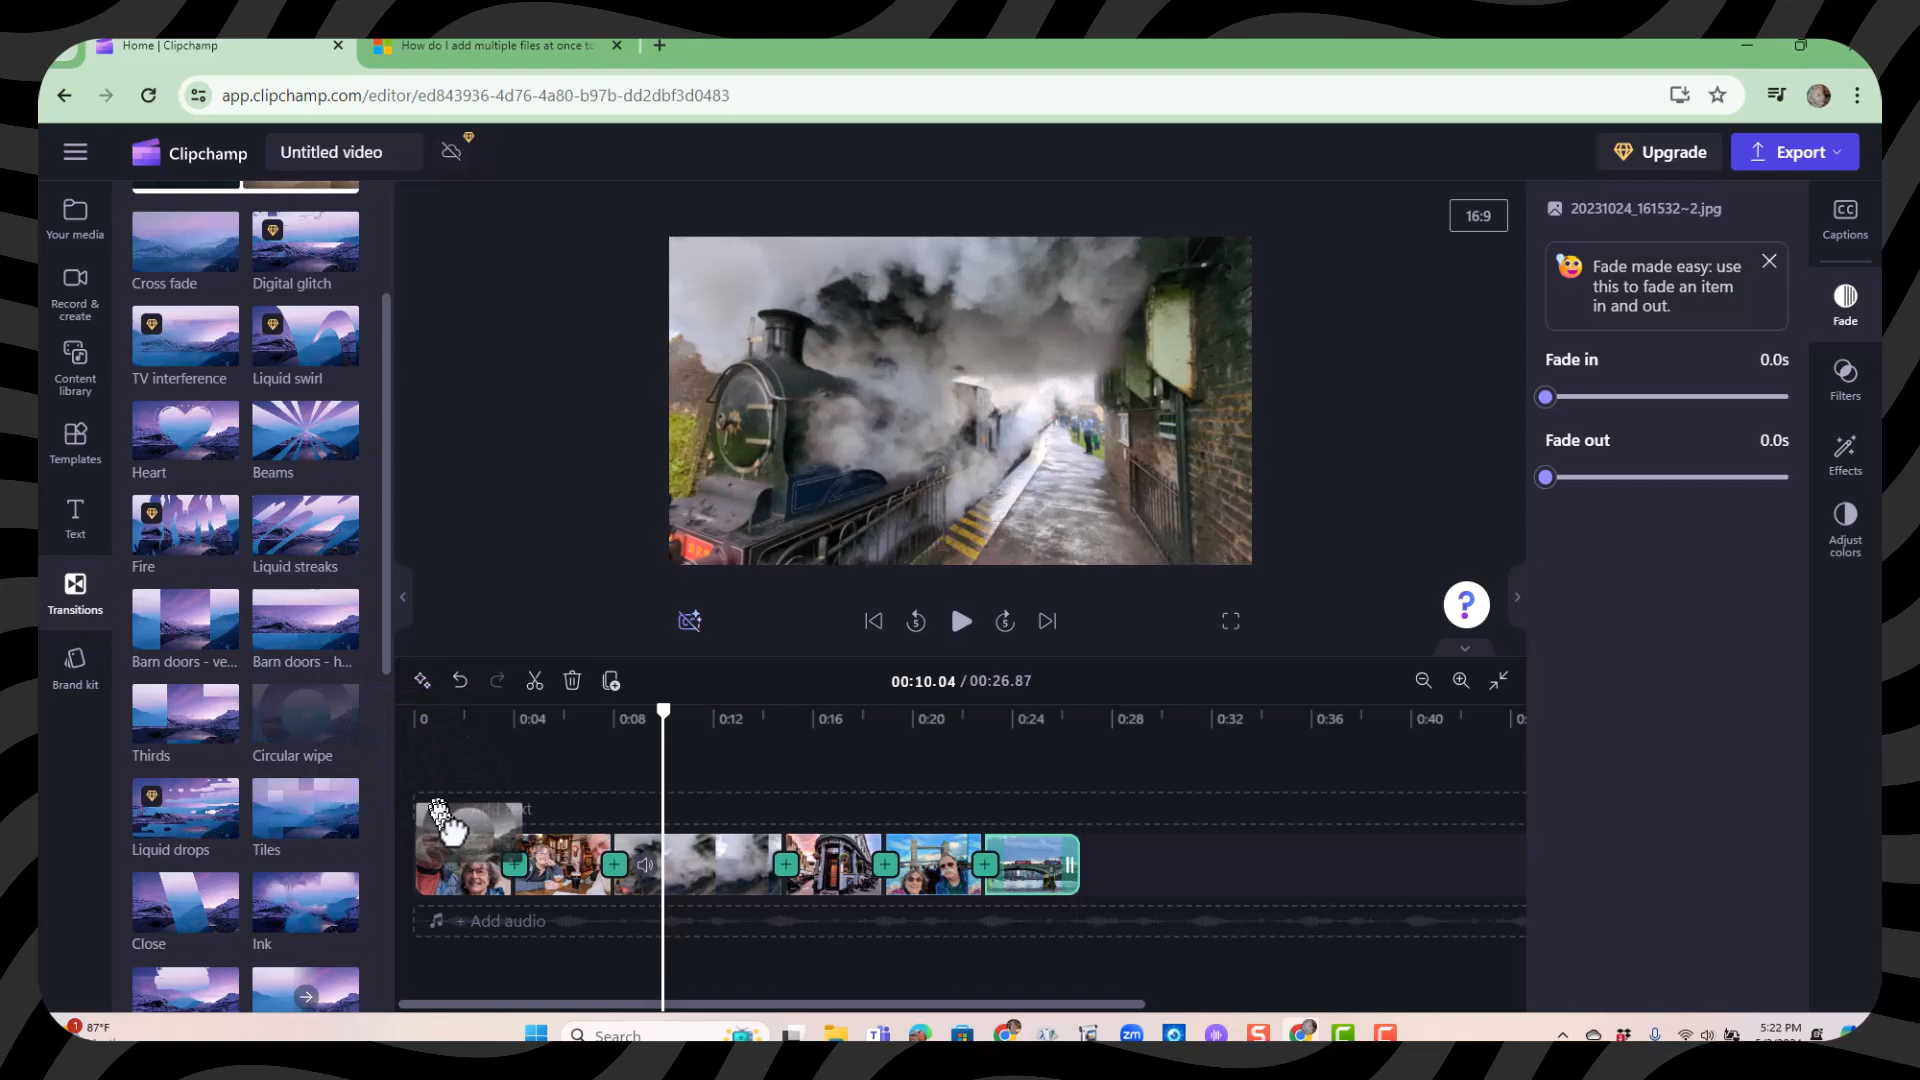 Home | Clipchamp
How do I add multiple files at once to
app.clipchamp.com/editor/ed843936-4d76-4a80-b97b-dd2dbf3d0483
Clipchamp
Untitled video
Upgrade
Export
Your media
Record & create
Content library
Templates
Text
Transitions
Brand kit
Cross fade
Digital glitch
TV interference
Liquid swirl
Heart
Beams
Fire
Liquid streaks
Barn doors - ve...
Barn doors - h...
Thirds
Circular wipe
Liquid drops
Tiles
Close
Ink
16:9
5
5
?
00:10.04 / 00:26.87
0
0:04
0:08
0:12
0:16
0:20
0:24
0:28
0:32
0:36
0:40
+ Add audio
20231024_161532~2.jpg
Fade made easy: use
this to fade an item
in and out.
Fade in 0.0s
Fade out 0.0s
CC
Captions
Fade
Filters
Effects
Adjust colors
1
87°F
Search
zm
5:22 PM